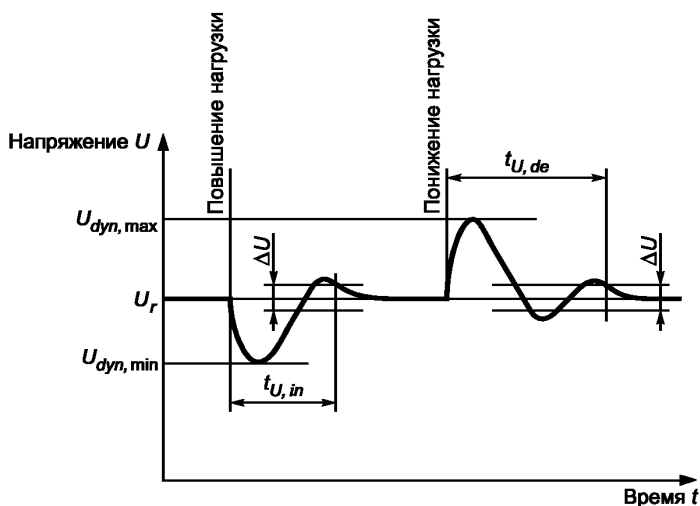 Напряжение U
Повышение нагрузки
Понижение нагрузки
t_{U, de}
U_{dyn, max}
ΔU
ΔU
U_r
U_{dyn, min}
t_{U, in}
Время t